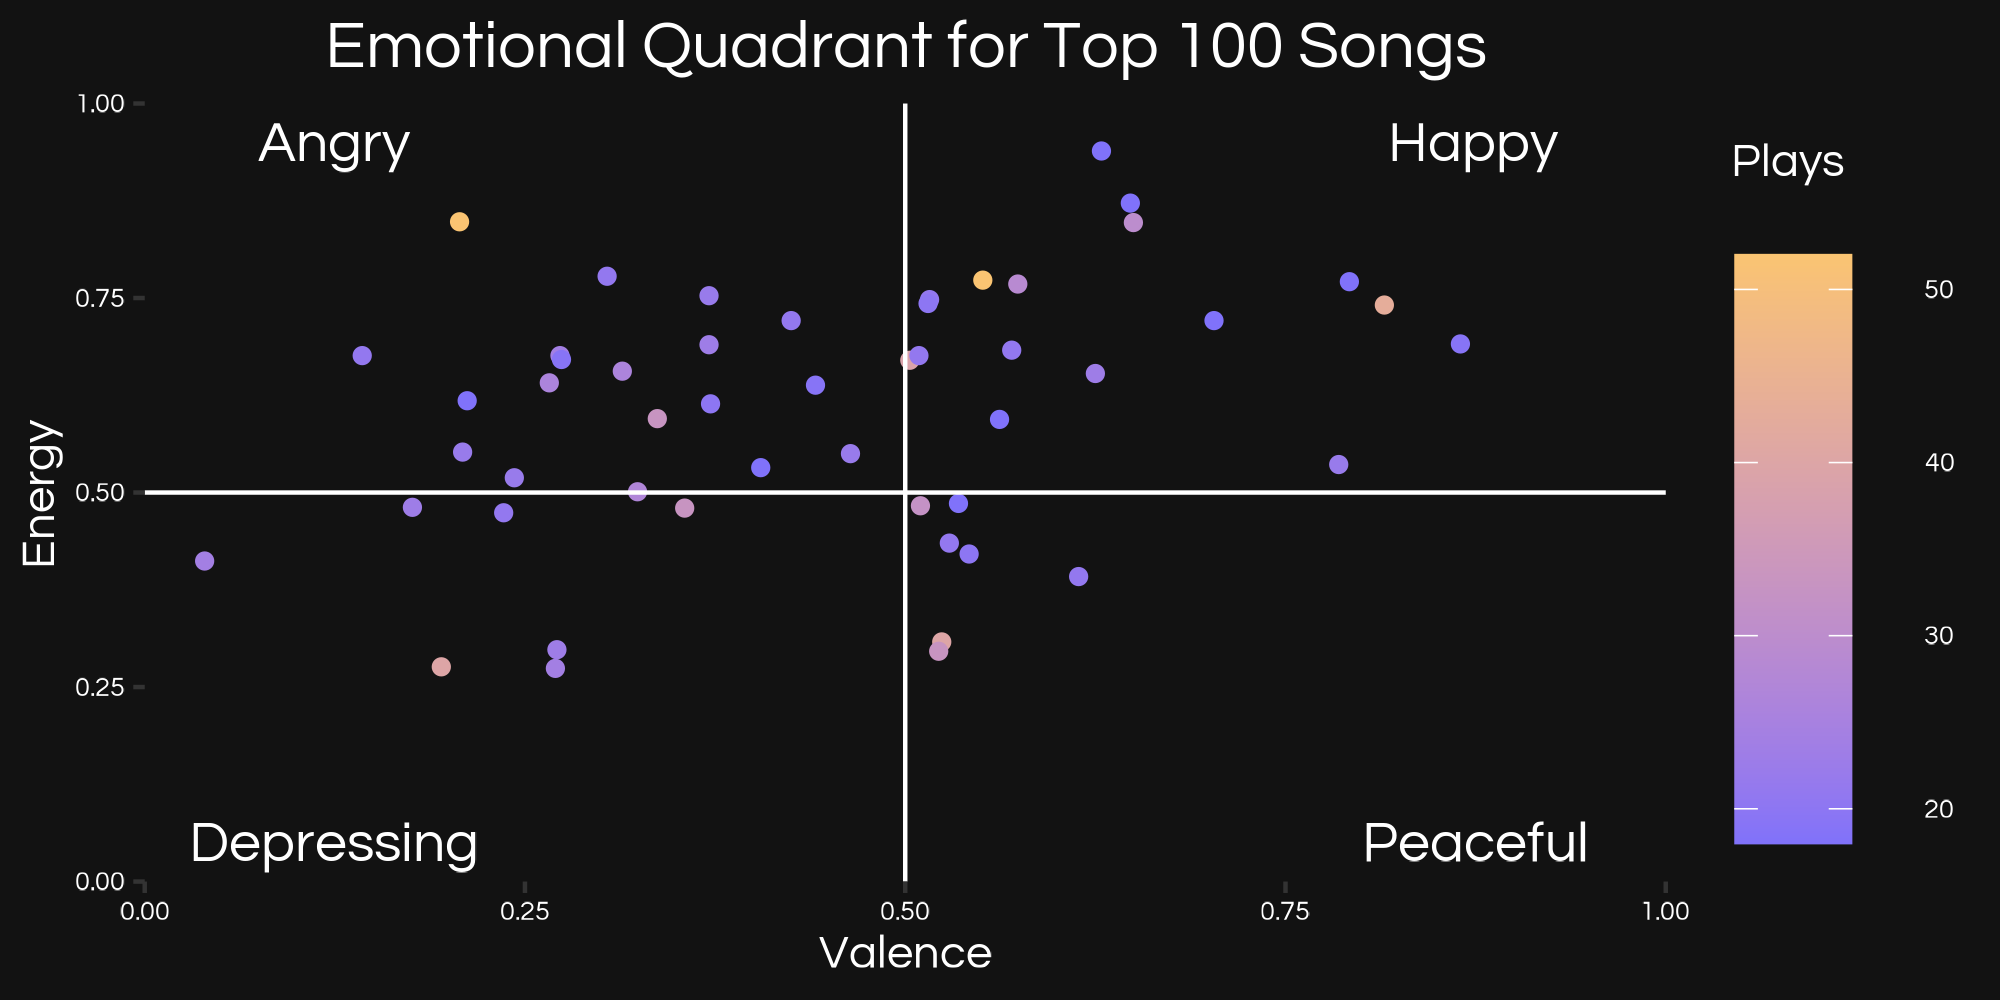 Emotional Quadrant for Top 100 Songs
1.00
Angry
Happy
Plays
0.75
50
Energy
0.50
40
0.25
30
Depressing
Peaceful
20
0.00
0.00 0.25 0.50 0.75 1.00
Valence